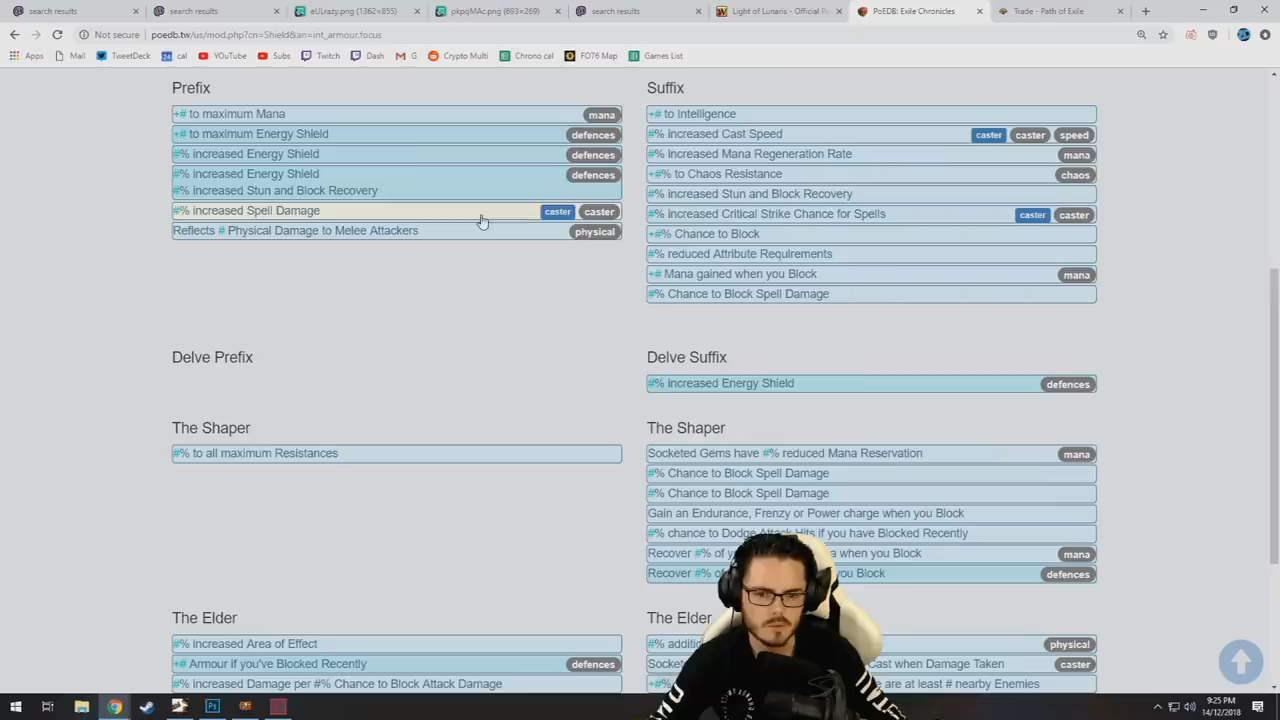 search results
search results
eULrazy.png (1362×855)
pkpqMAc.png (693×269)
search results
Light of Lunaris - Official P
PoEDB: Exile Chronicles
Trade - Path of Exile
Not secure
poedb.tw/us/mod.php?cn=Shield&an=int_armour,focus
Apps
Mail
TweetDeck
24 cal
YouTube
Subs
Twitch
Dash
G
Crypto Multi
Chrono cal
FO76 Map
Games List
Prefix
+# to maximum Mana mana
+# to maximum Energy Shield defences
#% increased Energy Shield defences
#% increased Energy Shield defences
#% increased Stun and Block Recovery
#% increased Spell Damage caster caster
Reflects # Physical Damage to Melee Attackers physical
Suffix
+# to Intelligence
#% increased Cast Speed caster caster speed
#% increased Mana Regeneration Rate mana
+#% to Chaos Resistance chaos
#% increased Stun and Block Recovery
#% increased Critical Strike Chance for Spells caster caster
+#% Chance to Block
#% reduced Attribute Requirements
+# Mana gained when you Block mana
#% Chance to Block Spell Damage
Delve Prefix
Delve Suffix
#% increased Energy Shield defences
The Shaper
#% to all maximum Resistances
The Shaper
Socketed Gems have #% reduced Mana Reservation mana
#% Chance to Block Spell Damage
#% Chance to Block Spell Damage
Gain an Endurance, Frenzy or Power charge when you Block
#% chance to Dodge Attack Hits if you have Blocked Recently
Recover #% of when you Block mana
Recover #% of you Block defences
The Elder
#% increased Area of Effect
+# Armour if you've Blocked Recently defences
#% increased Damage per #% Chance to Block Attack Damage
The Elder
#% physical
Cast when Damage Taken caster
+#% are at least # nearby Enemies
9:25 PM
14/12/2018